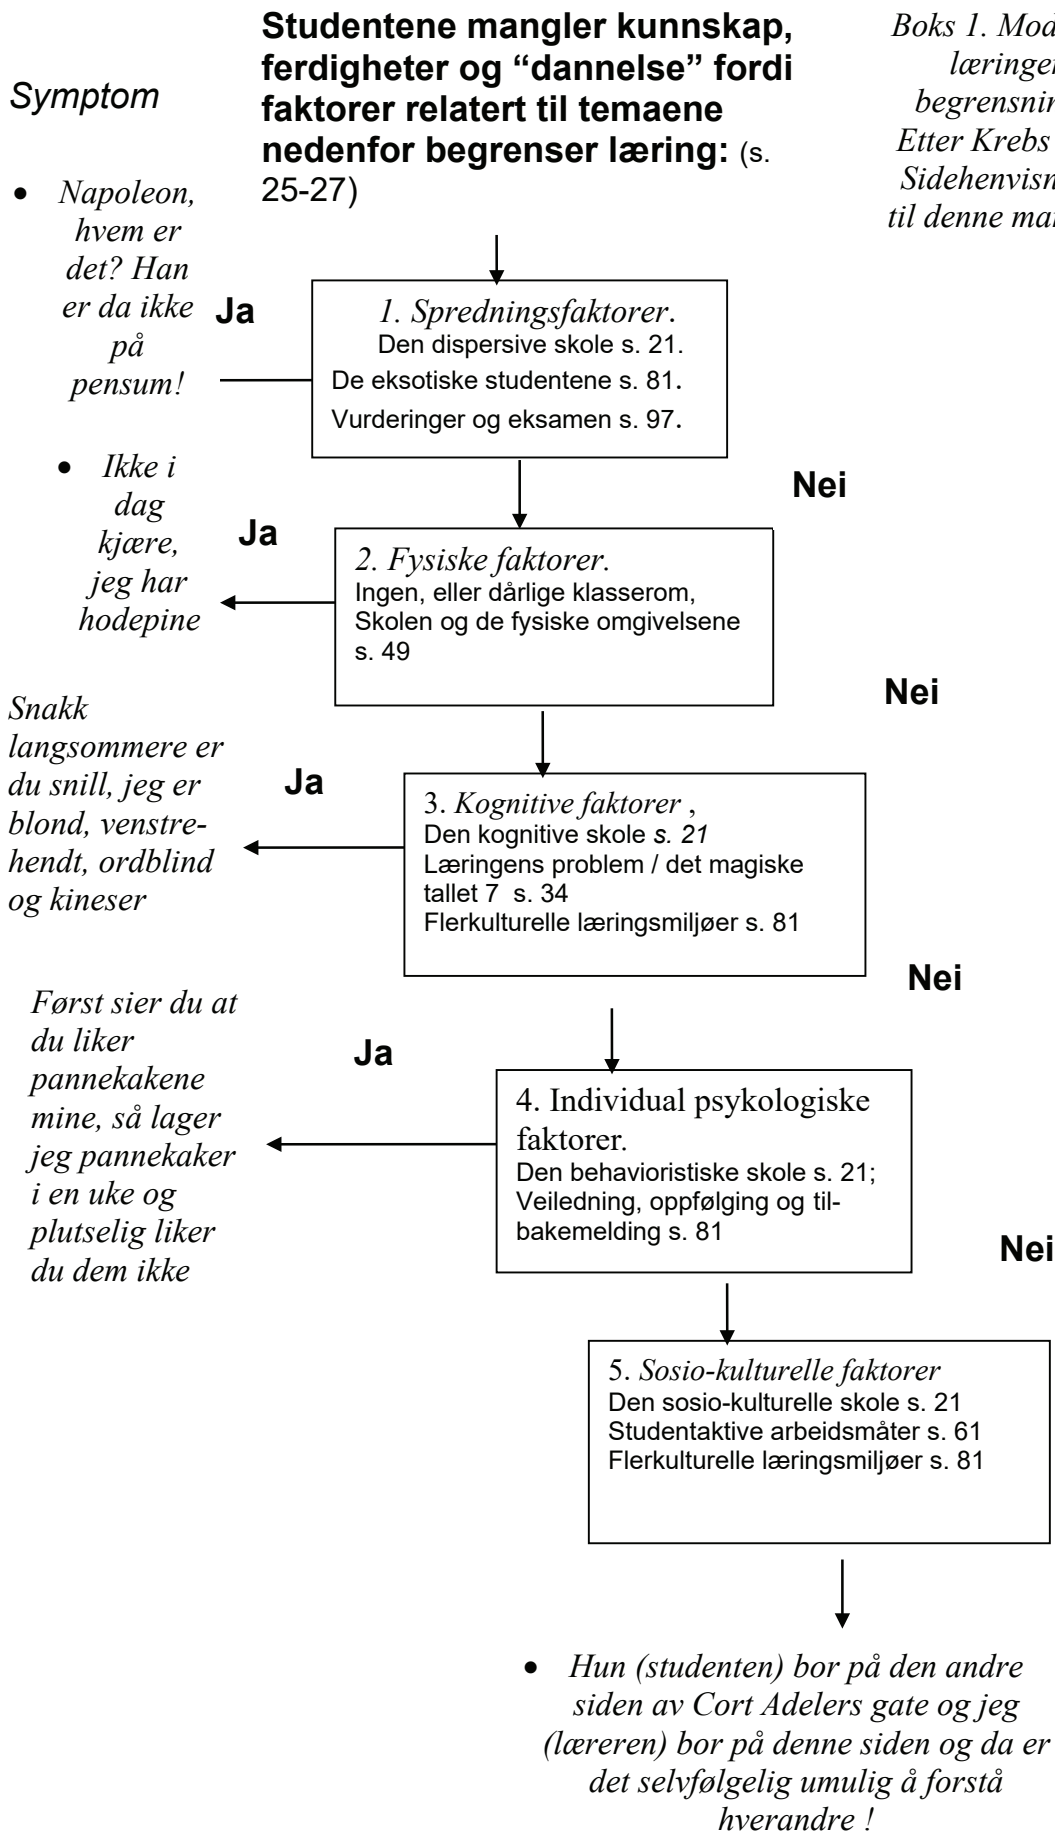 Symptom
Studentene mangler kunnskap,
ferdigheter og “dannelse” fordi
faktorer relatert til temaene
nedenfor begrenser læring: (s.
25-27)
Boks 1. Mod
læringen
begrensnin
Etter Krebs
Sidehenvisn
til denne man
• Napoleon,
hvem er
det? Han
er da ikke
på
pensum!
Ja
1. Spredningsfaktorer.
Den dispersive skole s. 21.
De eksotiske studentene s. 81.
Vurderinger og eksamen s. 97.
Nei
• Ikke i
dag
kjære,
jeg har
hodepine
Ja
2. Fysiske faktorer.
Ingen, eller dårlige klasserom,
Skolen og de fysiske omgivelsene
s. 49
Nei
Snakk
langsommere er
du snill, jeg er
blond, venstre-
hendt, ordblind
og kineser
Ja
3. Kognitive faktorer ,
Den kognitive skole s. 21
Læringens problem / det magiske
tallet 7 s. 34
Flerkulturelle læringsmiljøer s. 81
Nei
Først sier du at
du liker
pannekakene
mine, så lager
jeg pannekaker
i en uke og
plutselig liker
du dem ikke
Ja
4. Individual psykologiske
faktorer.
Den behavioristiske skole s. 21;
Veiledning, oppfølging og til-
bakemelding s. 81
Nei
5. Sosio-kulturelle faktorer
Den sosio-kulturelle skole s. 21
Studentaktive arbeidsmåter s. 61
Flerkulturelle læringsmiljøer s. 81
• Hun (studenten) bor på den andre
siden av Cort Adelers gate og jeg
(læreren) bor på denne siden og da er
det selvfølgelig umulig å forstå
hverandre !